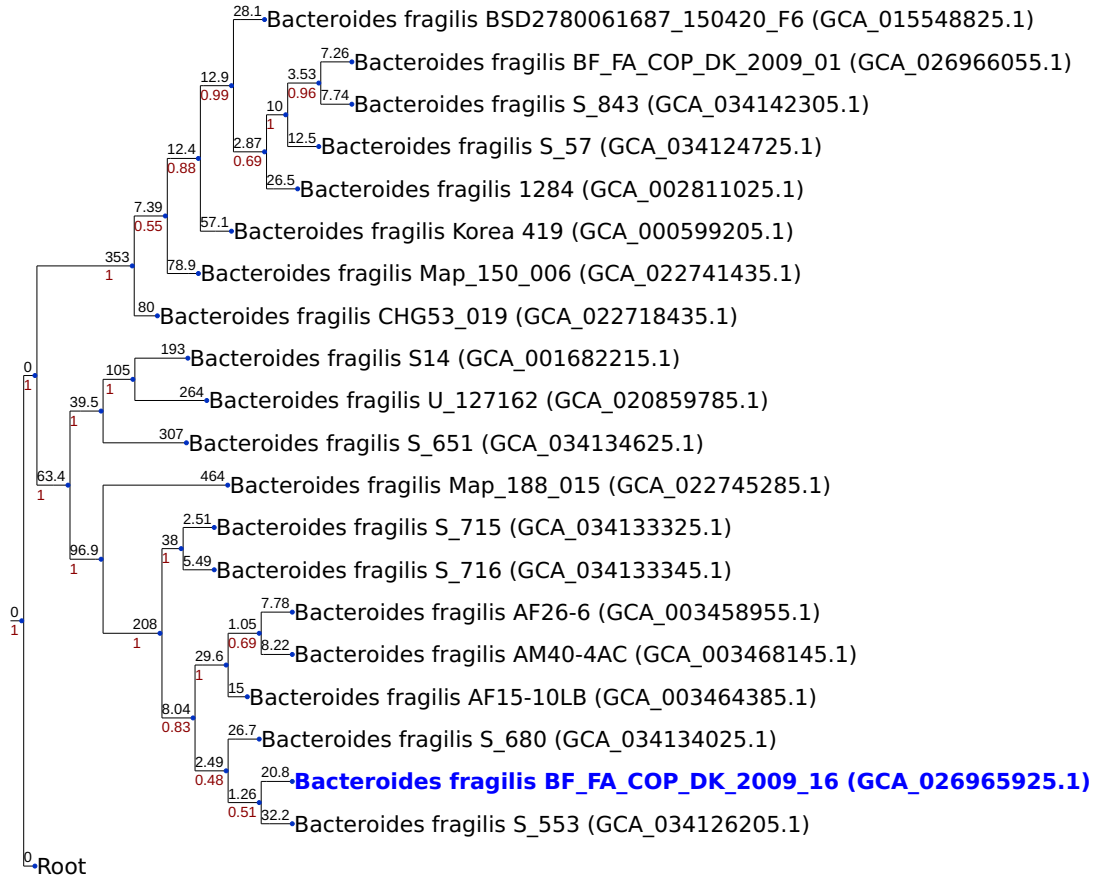 28.1 Bacteroides fragilis BSD2780061687_150420_F6 (GCA_015548825.1)
7.26 Bacteroides fragilis BF_FA_COP_DK_2009_01 (GCA_026966055.1)
12.9 3.53
0.99 0.96
7.74 Bacteroides fragilis S_843 (GCA_034142305.1)
10
1
12.5 Bacteroides fragilis S_57 (GCA_034124725.1)
12.4 2.87
0.88 0.69
26.5 Bacteroides fragilis 1284 (GCA_002811025.1)
7.39
0.55
57.1 Bacteroides fragilis Korea 419 (GCA_000599205.1)
353
1
78.9 Bacteroides fragilis Map_150_006 (GCA_022741435.1)
80 Bacteroides fragilis CHG53_019 (GCA_022718435.1)
193 Bacteroides fragilis S14 (GCA_001682215.1)
0 105
1 1
264 Bacteroides fragilis U_127162 (GCA_020859785.1)
39.5
1
307 Bacteroides fragilis S_651 (GCA_034134625.1)
63.4
1
464 Bacteroides fragilis Map_188_015 (GCA_022745285.1)
2.51 Bacteroides fragilis S_715 (GCA_034133325.1)
96.9 38
1 1
5.49 Bacteroides fragilis S_716 (GCA_034133345.1)
7.78 Bacteroides fragilis AF26-6 (GCA_003458955.1)
0 208 1.05
1 1 0.69
8.22 Bacteroides fragilis AM40-4AC (GCA_003468145.1)
29.6
1
15 Bacteroides fragilis AF15-10LB (GCA_003464385.1)
8.04
0.83
26.7 Bacteroides fragilis S_680 (GCA_034134025.1)
2.49
0.48
20.8 Bacteroides fragilis BF_FA_COP_DK_2009_16 (GCA_026965925.1)
1.26
0.51
32.2 Bacteroides fragilis S_553 (GCA_034126205.1)
0 Root